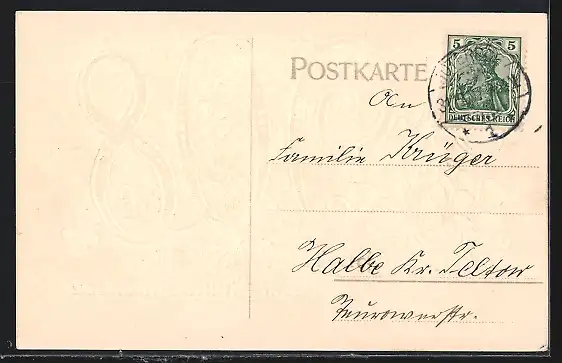 POSTKARTE
5 5
DEUTSCHES REICH
An
Familie Krüger
Halbe Kr. Teltow